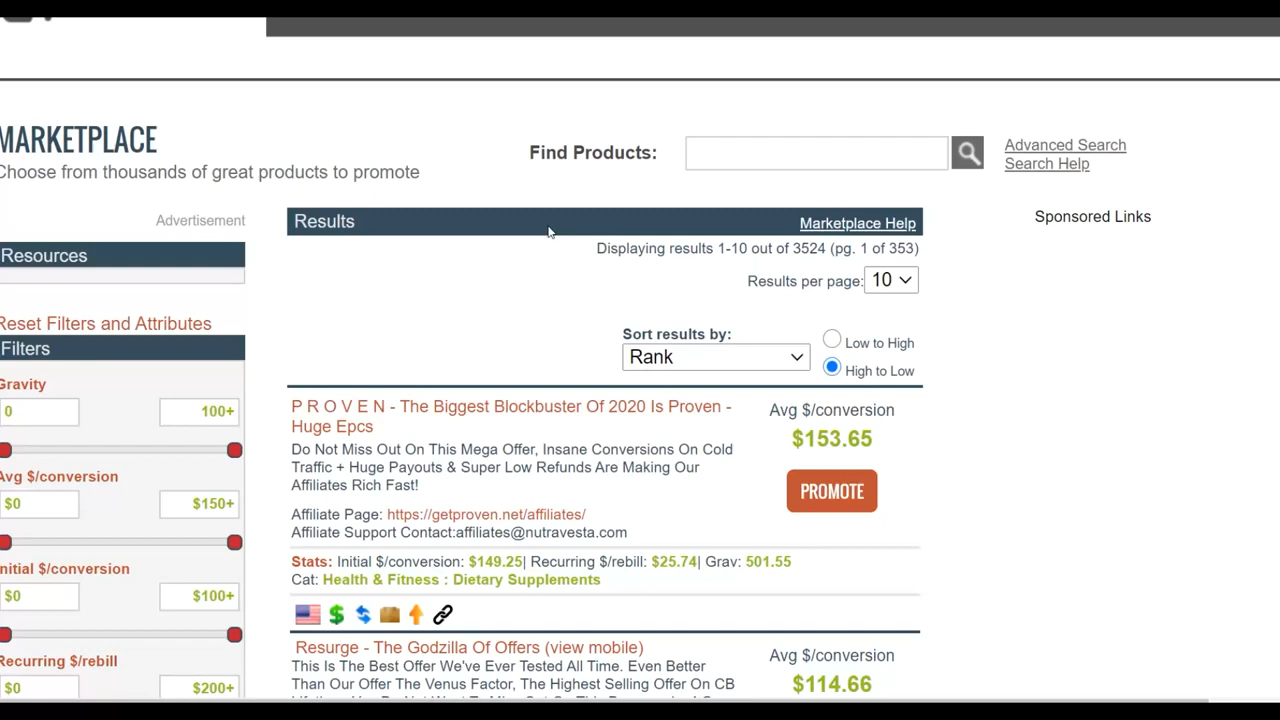 MARKETPLACE
Choose from thousands of great products to promote
Find Products:
Advanced Search
Search Help
Advertisement
Resources
Reset Filters and Attributes
Filters
Gravity
0
100+
Avg $/conversion
$0
$150+
Initial $/conversion
$0
$100+
Recurring $/rebill
$0
$200+
Results
Marketplace Help
Displaying results 1-10 out of 3524 (pg. 1 of 353)
Results per page: 10
Sort results by:
Rank
Low to High
High to Low
P R O V E N - The Biggest Blockbuster Of 2020 Is Proven -
Huge Epcs
Do Not Miss Out On This Mega Offer, Insane Conversions On Cold
Traffic + Huge Payouts & Super Low Refunds Are Making Our
Affiliates Rich Fast!
Affiliate Page: https://getproven.net/affiliates/
Affiliate Support Contact:affiliates@nutravesta.com
Avg $/conversion
$153.65
PROMOTE
Stats: Initial $/conversion: $149.25| Recurring $/rebill: $25.74| Grav: 501.55
Cat: Health & Fitness : Dietary Supplements
Resurge - The Godzilla Of Offers (view mobile)
This Is The Best Offer We've Ever Tested All Time. Even Better
Than Our Offer The Venus Factor, The Highest Selling Offer On CB
Avg $/conversion
$114.66
Sponsored Links